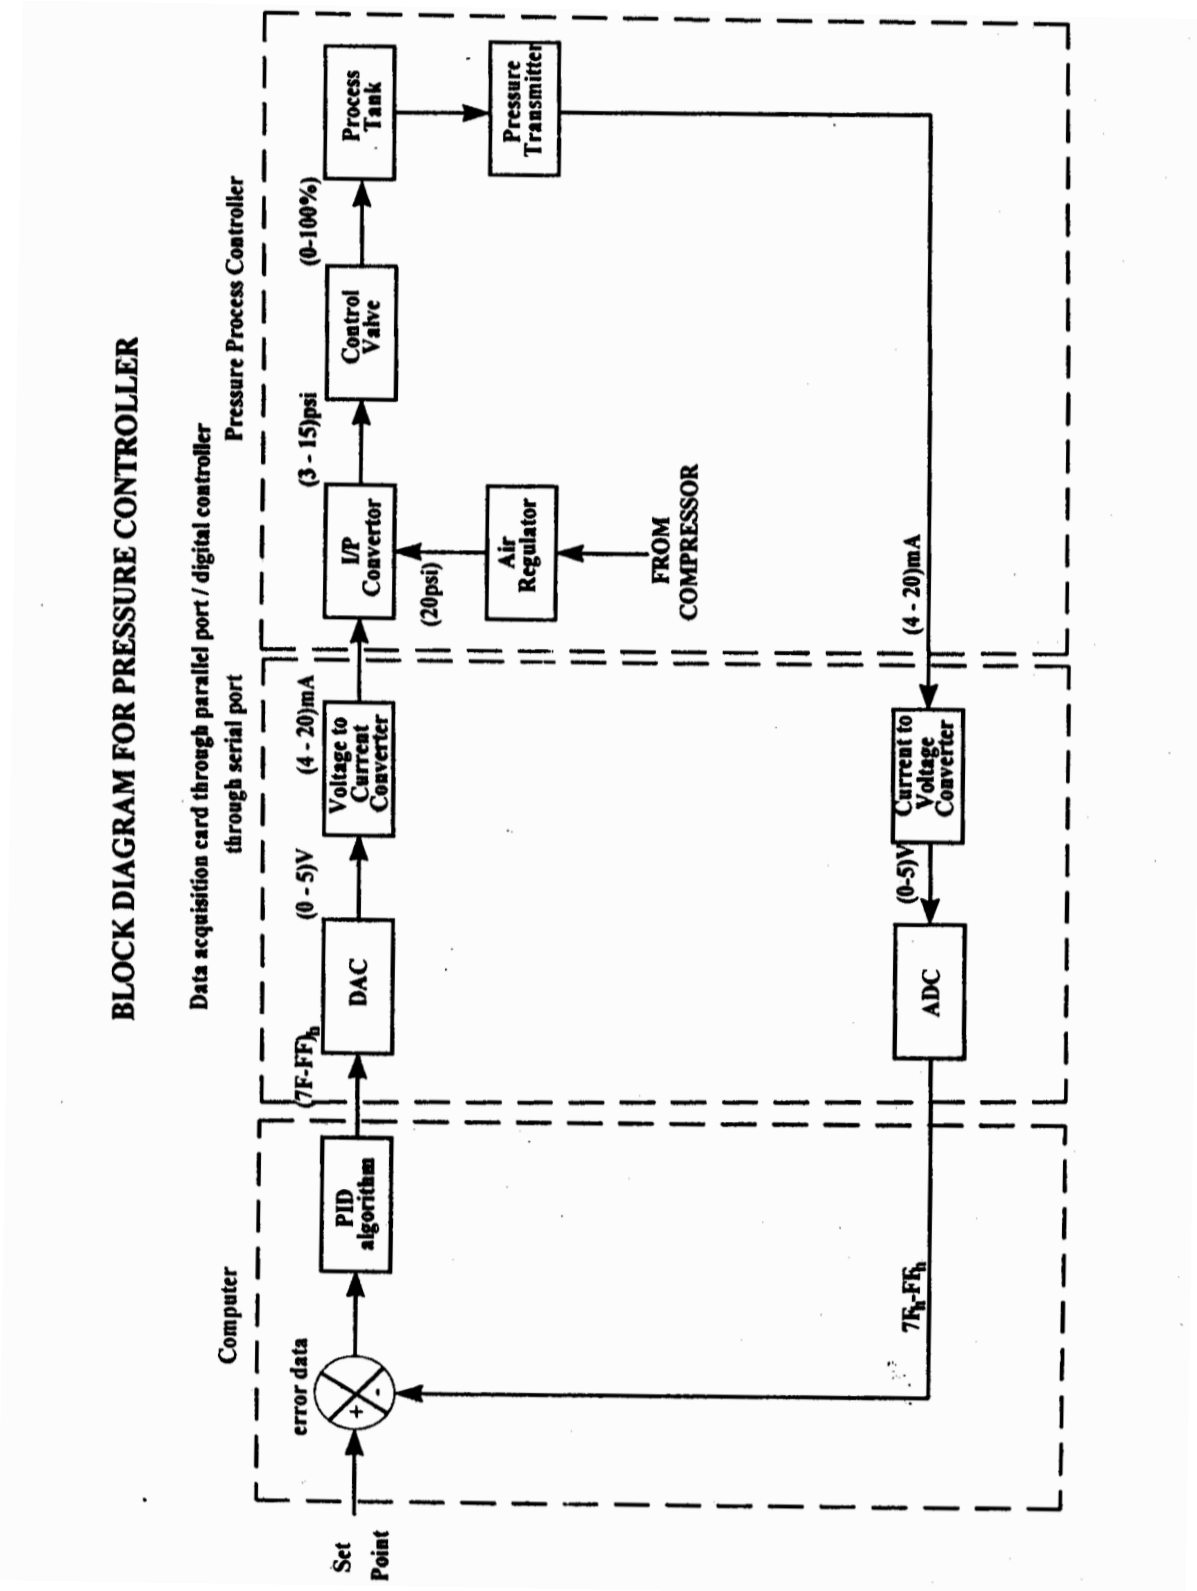 BLOCK DIAGRAM FOR PRESSURE CONTROLLER
Data acquisition card through parallel port / digital controller
through serial port
Computer
Pressure Process Controller
Set
Point
error data
+
-
PID
algorithm
(7F-FF)h
DAC
(0 - 5)V
Voltage to
Current
Converter
(4 - 20)mA
I/P
Convertor
(3 - 15)psi
Control
Valve
(0-100%)
Process
Tank
Pressure
Transmitter
(20psi)
Air
Regulator
FROM
COMPRESSOR
(4 - 20)mA
Current to
Voltage
Converter
(0-5)V
ADC
7Fh-FFh